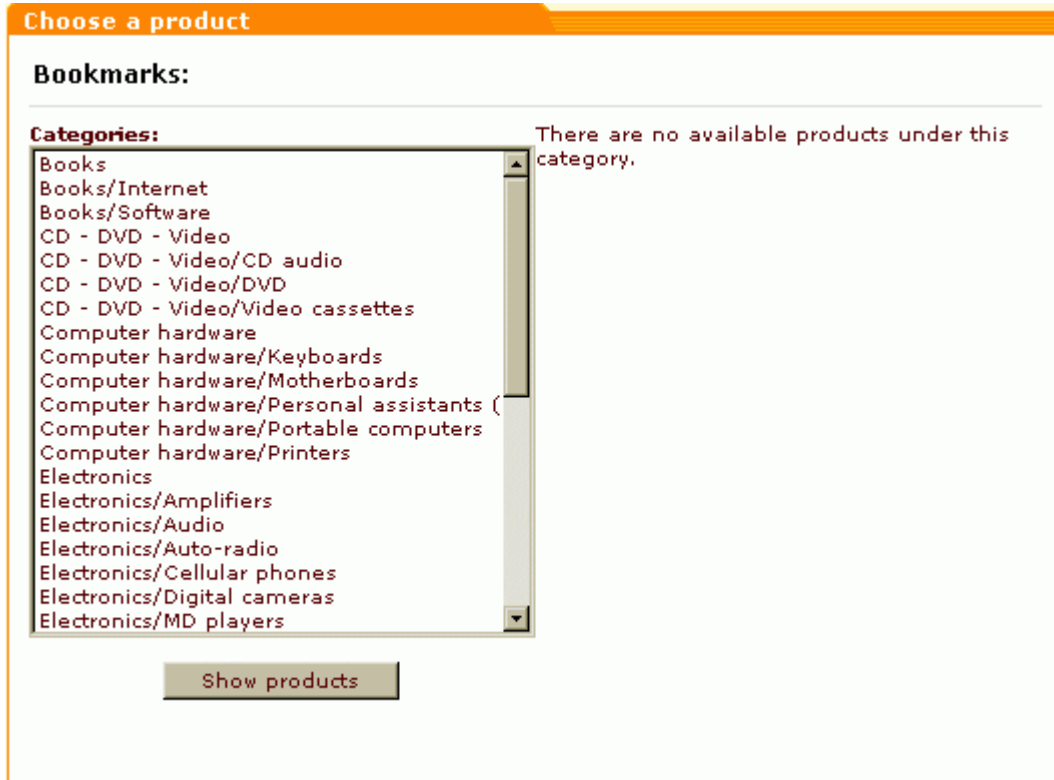 Choose a product
Bookmarks:
Categories:
Books
Books/Internet
Books/Software
CD - DVD - Video
CD - DVD - Video/CD audio
CD - DVD - Video/DVD
CD - DVD - Video/Video cassettes
Computer hardware
Computer hardware/Keyboards
Computer hardware/Motherboards
Computer hardware/Personal assistants (
Computer hardware/Portable computers
Computer hardware/Printers
Electronics
Electronics/Amplifiers
Electronics/Audio
Electronics/Auto-radio
Electronics/Cellular phones
Electronics/Digital cameras
Electronics/MD players
Show products
There are no available products under this
category.